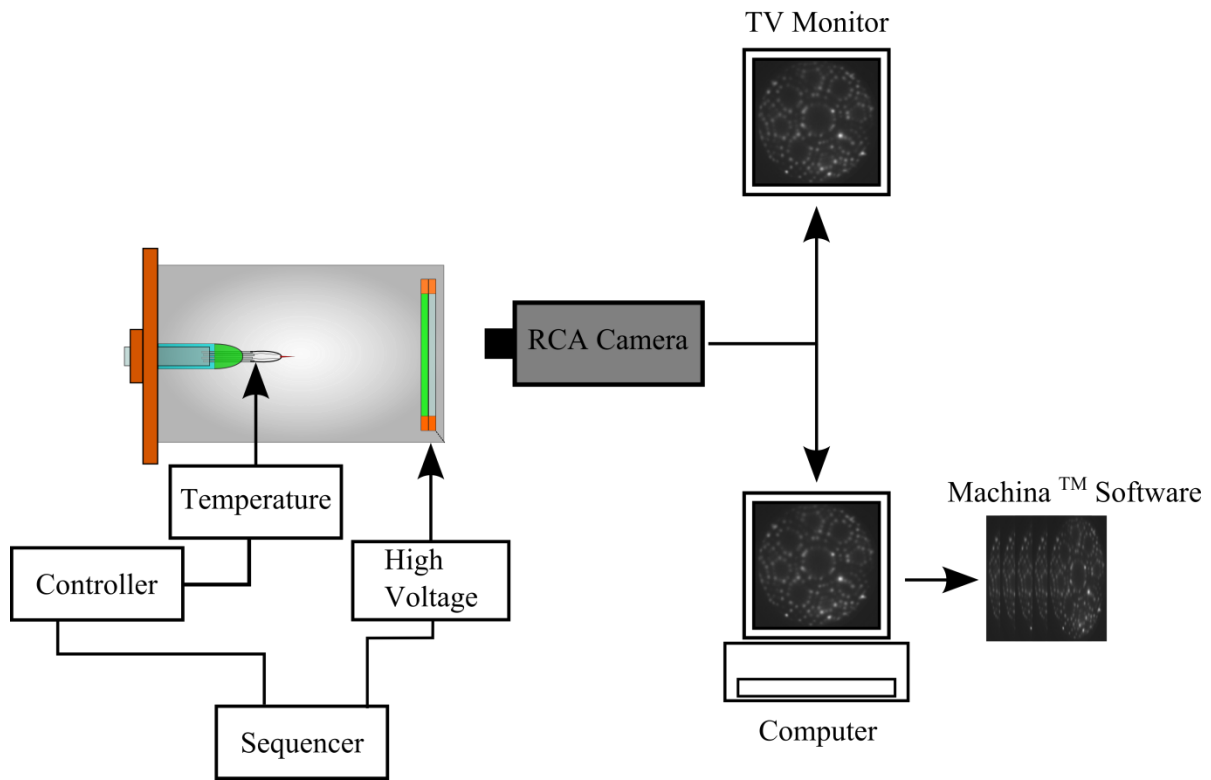 TV Monitor
RCA Camera
Temperature
Machina TM Software
Controller
High
Voltage
Sequencer
Computer